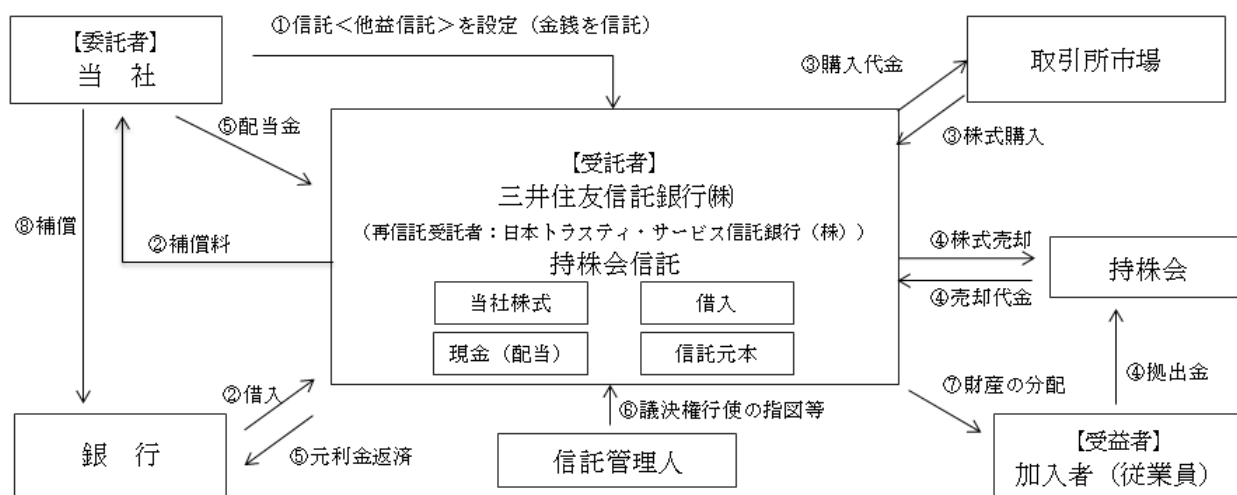 ①信託＜他益信託＞を設定（金銭を信託）
【委託者】
当　社
③購入代金
取引所市場
⑤配当金
③株式購入
【受託者】
三井住友信託銀行㈱
（再信託受託者：日本トラスティ・サービス信託銀行（株））
持株会信託
⑧補償
②補償料
④株式売却
持株会
④売却代金
当社株式
借入
現金（配当）
信託元本
②借入
⑦財産の分配
④拠出金
⑥議決権行使の指図等
銀　行
⑤元利金返済
信託管理人
【受益者】
加入者（従業員）